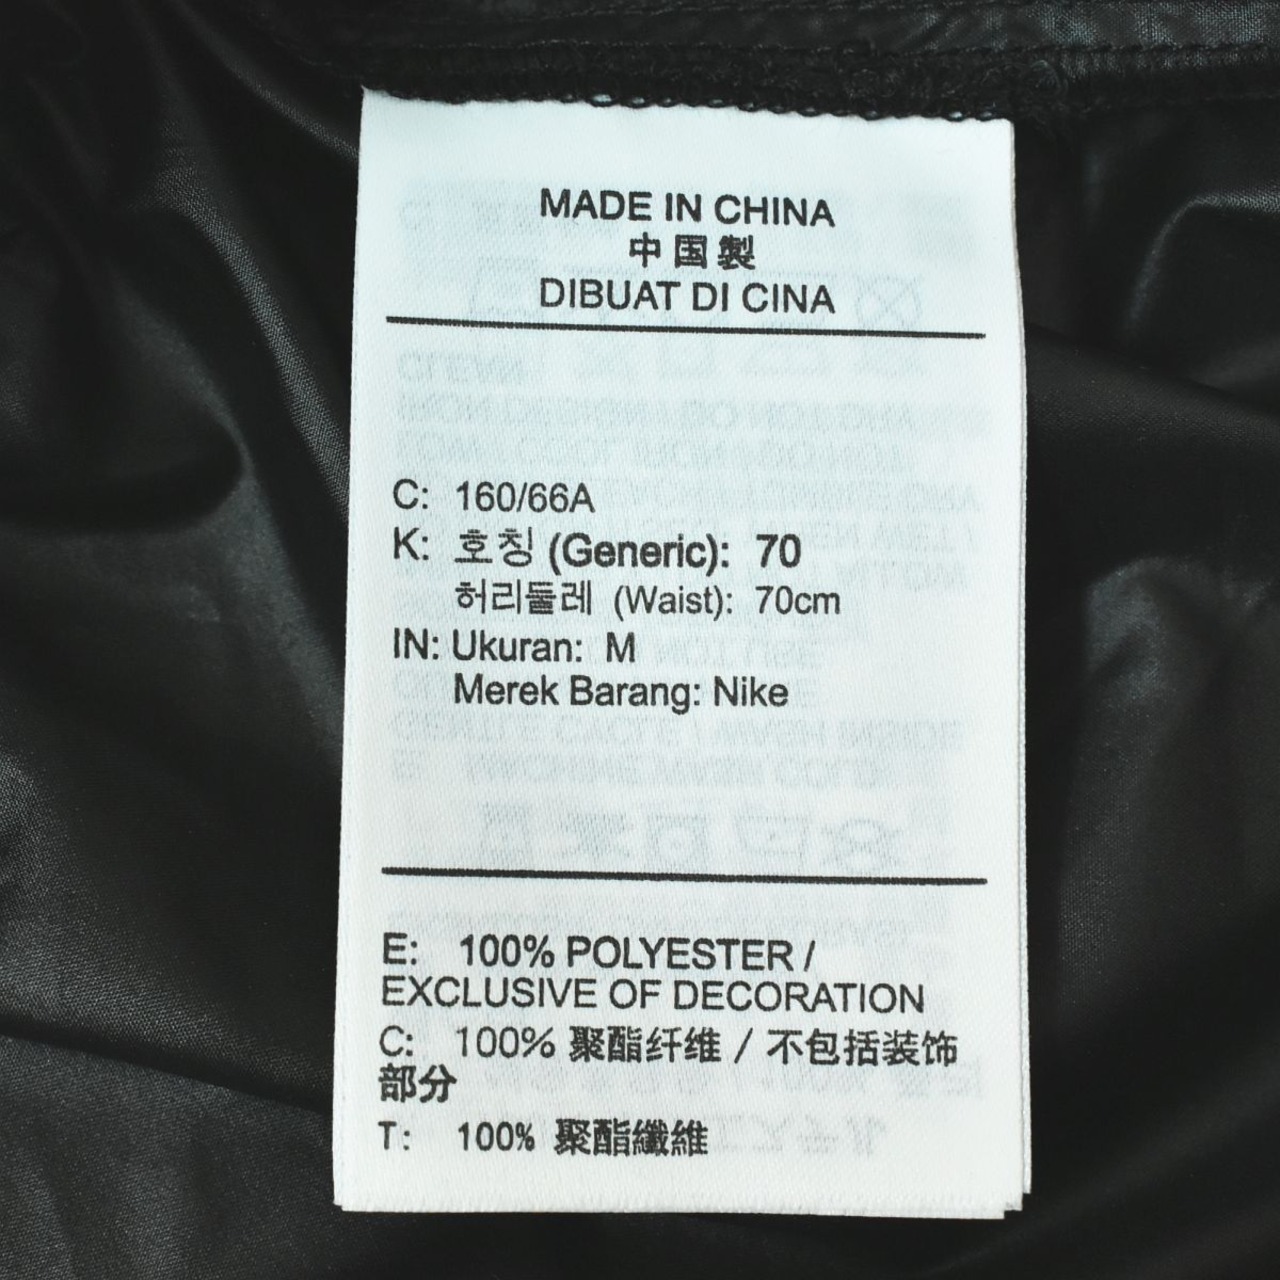 MADE IN CHINA
中国製
DIBUAT DI CINA
C: 160/66A
K: 호칭 (Generic): 70
허리둘레 (Waist): 70cm
IN: Ukuran: M
Merek Barang: Nike
E: 100% POLYESTER /
EXCLUSIVE OF DECORATION
C: 100% 聚酯纤维 / 不包括装饰
部分
T: 100% 聚酯纖維